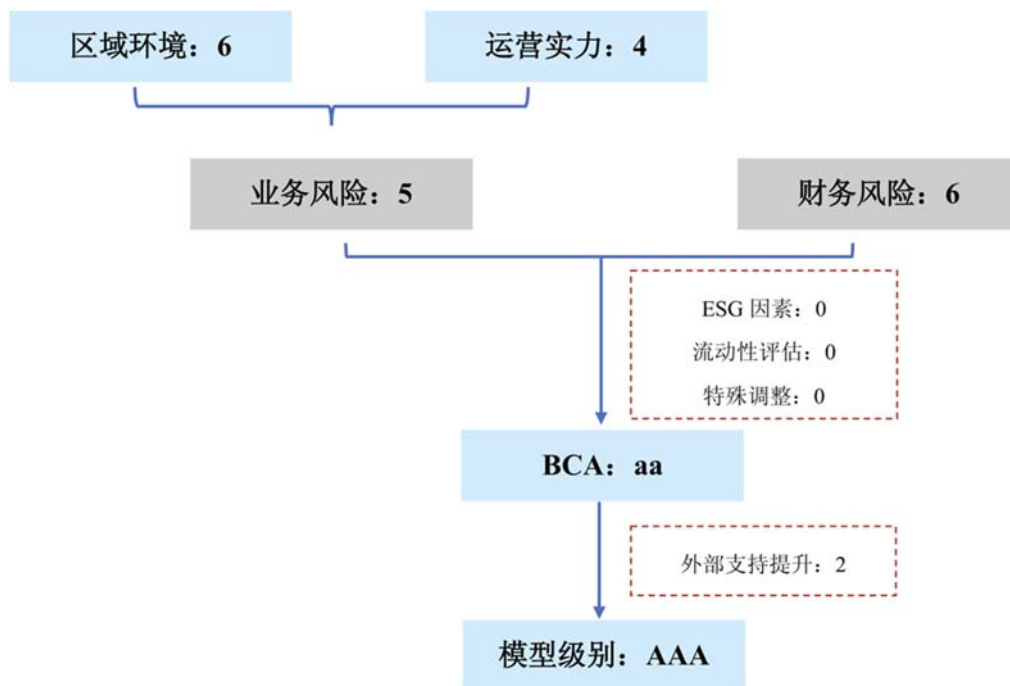 区域环境：6
运营实力：4
业务风险：5
财务风险：6
ESG 因素：0
流动性评估：0
特殊调整：0
BCA：aa
外部支持提升：2
模型级别：AAA